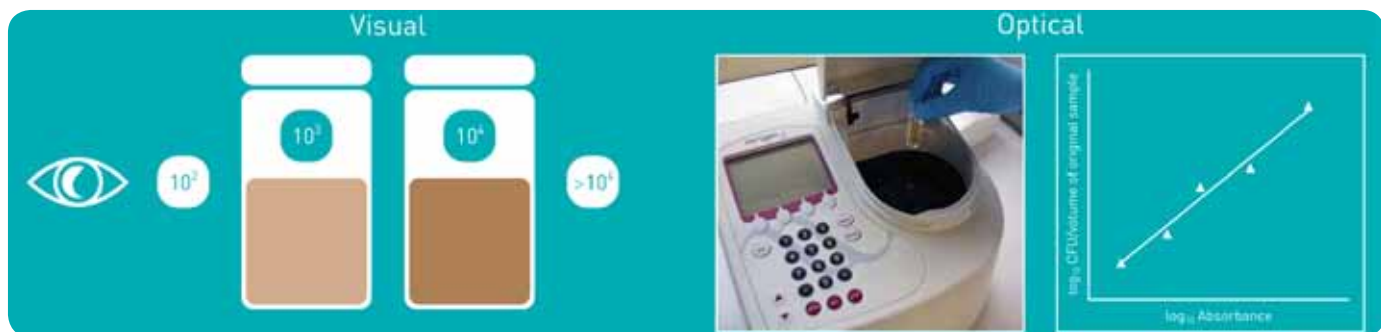 Visual
Optical
10²
10³
10⁴
>10⁴
log₁₀ CFU/volume of original sample
log₁₀ Absorbance